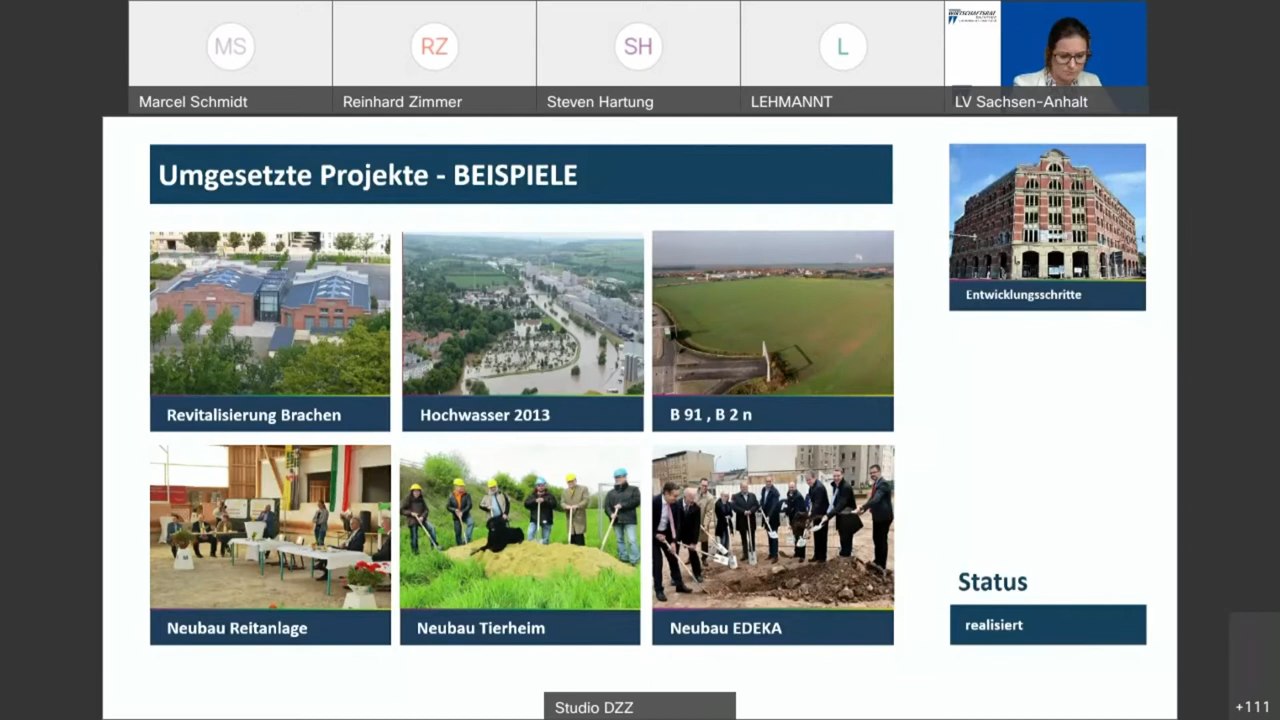 MS
RZ
SH
L
WIRTSCHAFTSRAT
Marcel Schmidt
Reinhard Zimmer
Steven Hartung
LEHMANNT
LV Sachsen-Anhalt
Umgesetzte Projekte - BEISPIELE
Entwicklungsschritte
Revitalisierung Brachen
Hochwasser 2013
B 91 , B 2 n
Neubau Reitanlage
Neubau Tierheim
Neubau EDEKA
Status
realisiert
Studio DZZ
+111